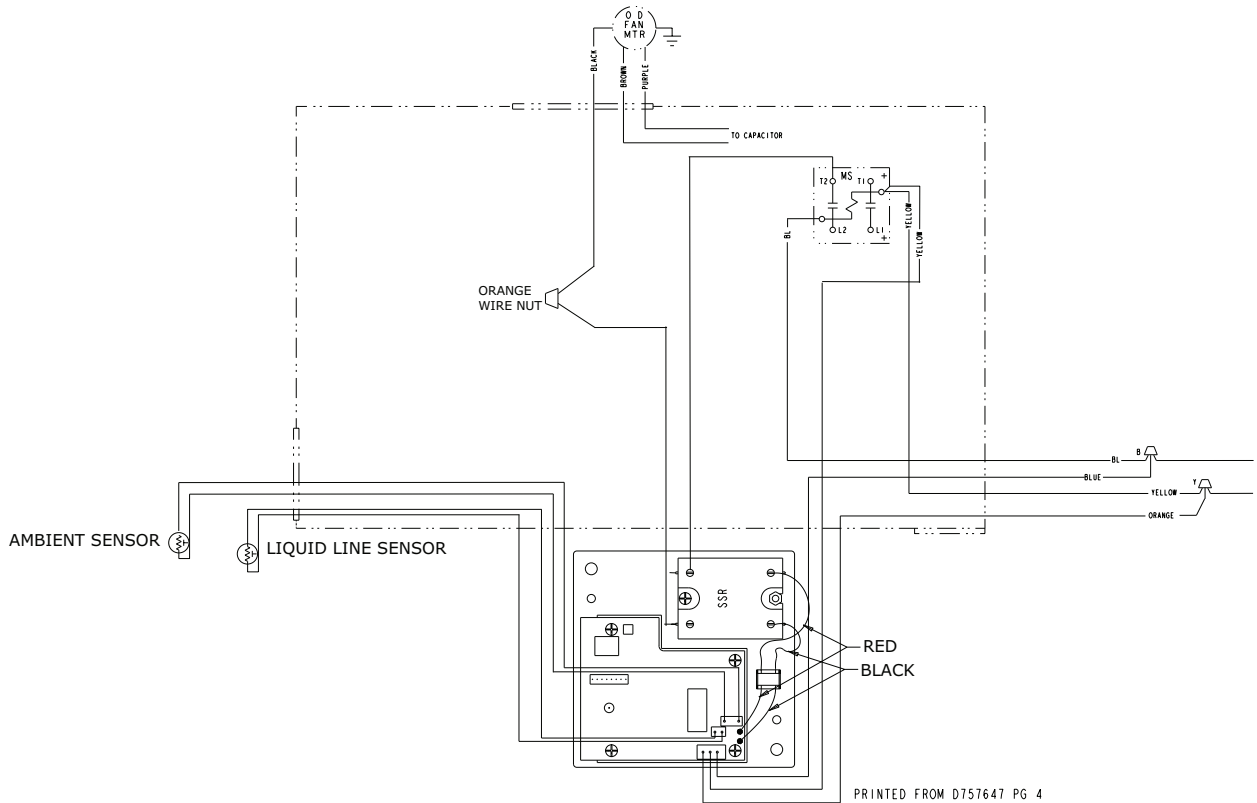 O D
FAN
MTR
BLACK
BROWN
PURPLE
TO CAPACITOR
MS
+
T2
T1
L2
L1
+
BL
YELLOW
YELLOW
ORANGE
WIRE NUT
BL
B
BLUE
Y
YELLOW
ORANGE
AMBIENT SENSOR
LIQUID LINE SENSOR
SSR
RED
BLACK
PRINTED FROM D757647 PG 4